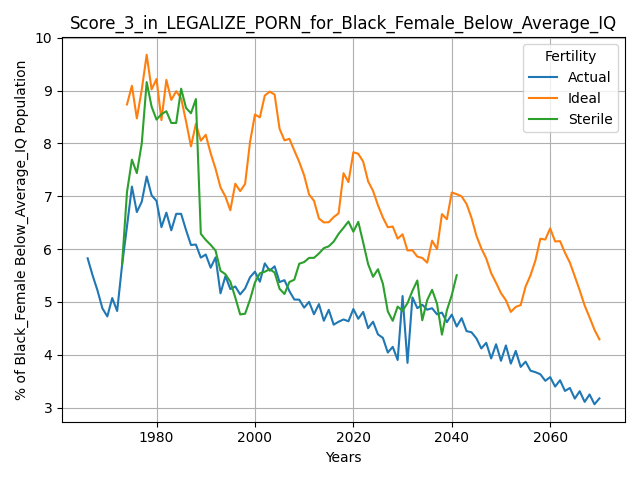 Score_3_in_LEGALIZE_PORN_for_Black_Female_Below_Average_IQ
% of Black_Female Below_Average_IQ Population
10
9
8
7
6
5
4
3
Fertility
Actual
Ideal
Sterile
1980 2000 2020 2040 2060
Years